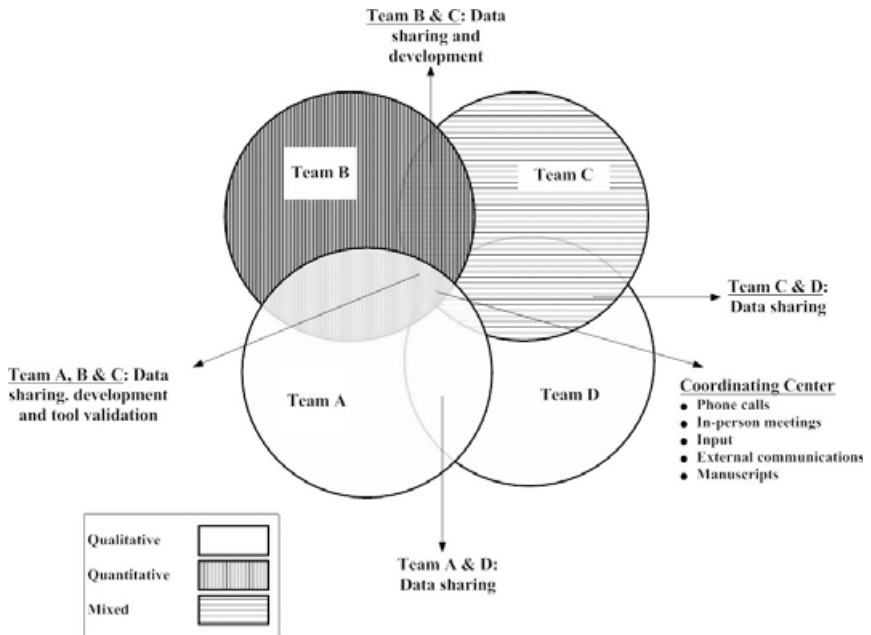 Team B & C: Data
sharing and
development
Team B
Team C
Team C & D:
Data sharing
Team A, B & C: Data
sharing. development
and tool validation
Team A
Team D
Coordinating Center
● Phone calls
● In-person meetings
● Input
● External communications
● Manuscripts
Team A & D:
Data sharing
Qualitative
Quantitative
Mixed